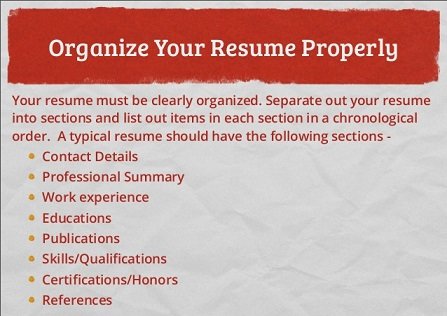 Organize Your Resume Properly
Your resume must be clearly organized. Separate out your resume
into sections and list out items in each section in a chronological
order.  A typical resume should have the following sections -
Contact Details
Professional Summary
Work experience
Educations
Publications
Skills/Qualifications
Certifications/Honors
References